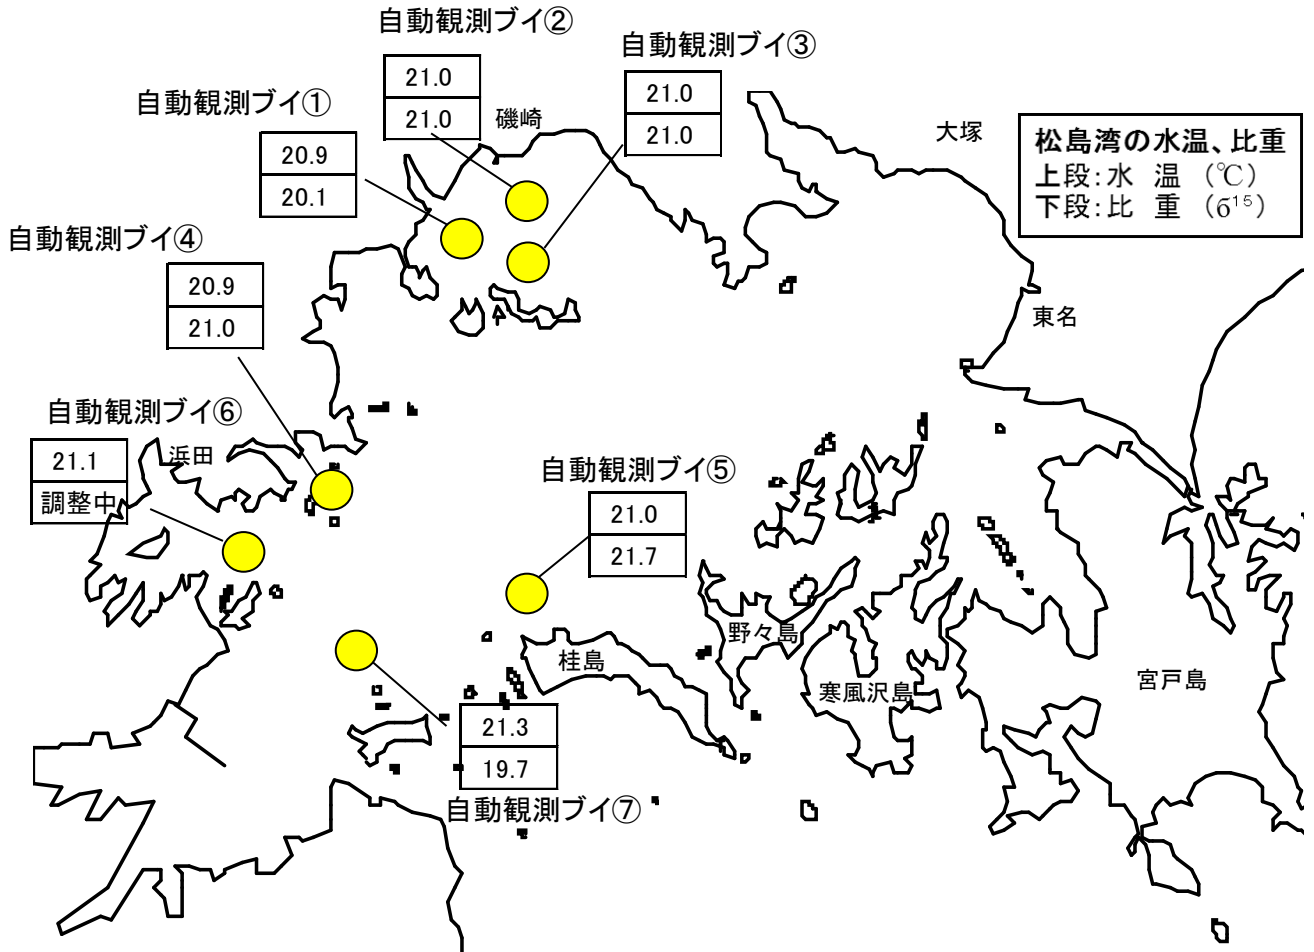 自動観測ブイ②
21.0
21.0
自動観測ブイ③
21.0
21.0
自動観測ブイ①
20.9
20.1
磯崎
大塚
松島湾の水温、比重
上段:水 温 (℃)
下段:比 重 (б¹⁵)
自動観測ブイ④
20.9
21.0
東名
自動観測ブイ⑥
21.1
調整中
浜田
自動観測ブイ⑤
21.0
21.7
野々島
桂島
寒風沢島
宮戸島
21.3
19.7
自動観測ブイ⑦